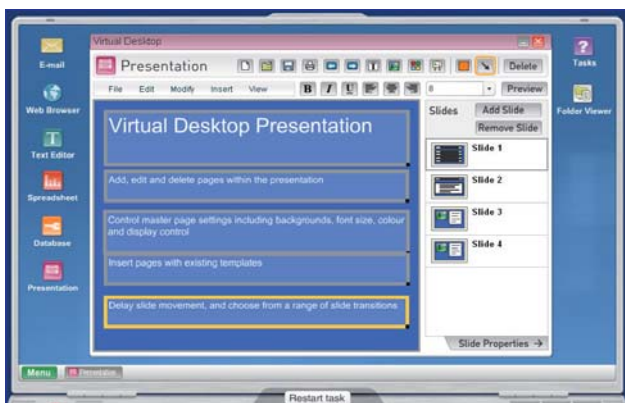 Virtual Desktop
E-mail
Web Browser
Text Editor
Spreadsheet
Database
Presentation
Presentation
Delete
File Edit Modify Insert View
B I U
8
Preview
Virtual Desktop Presentation
Add, edit and delete pages within the presentation
Control master page settings including backgrounds, font size, colour
and display control
Insert pages with existing templates
Delay slide movement, and choose from a range of slide transitions
Slides
Add Slide
Remove Slide
Slide 1
Slide 2
Slide 3
Slide 4
Slide Properties →
?
Tasks
Folder Viewer
Menu
Presentation
Restart task